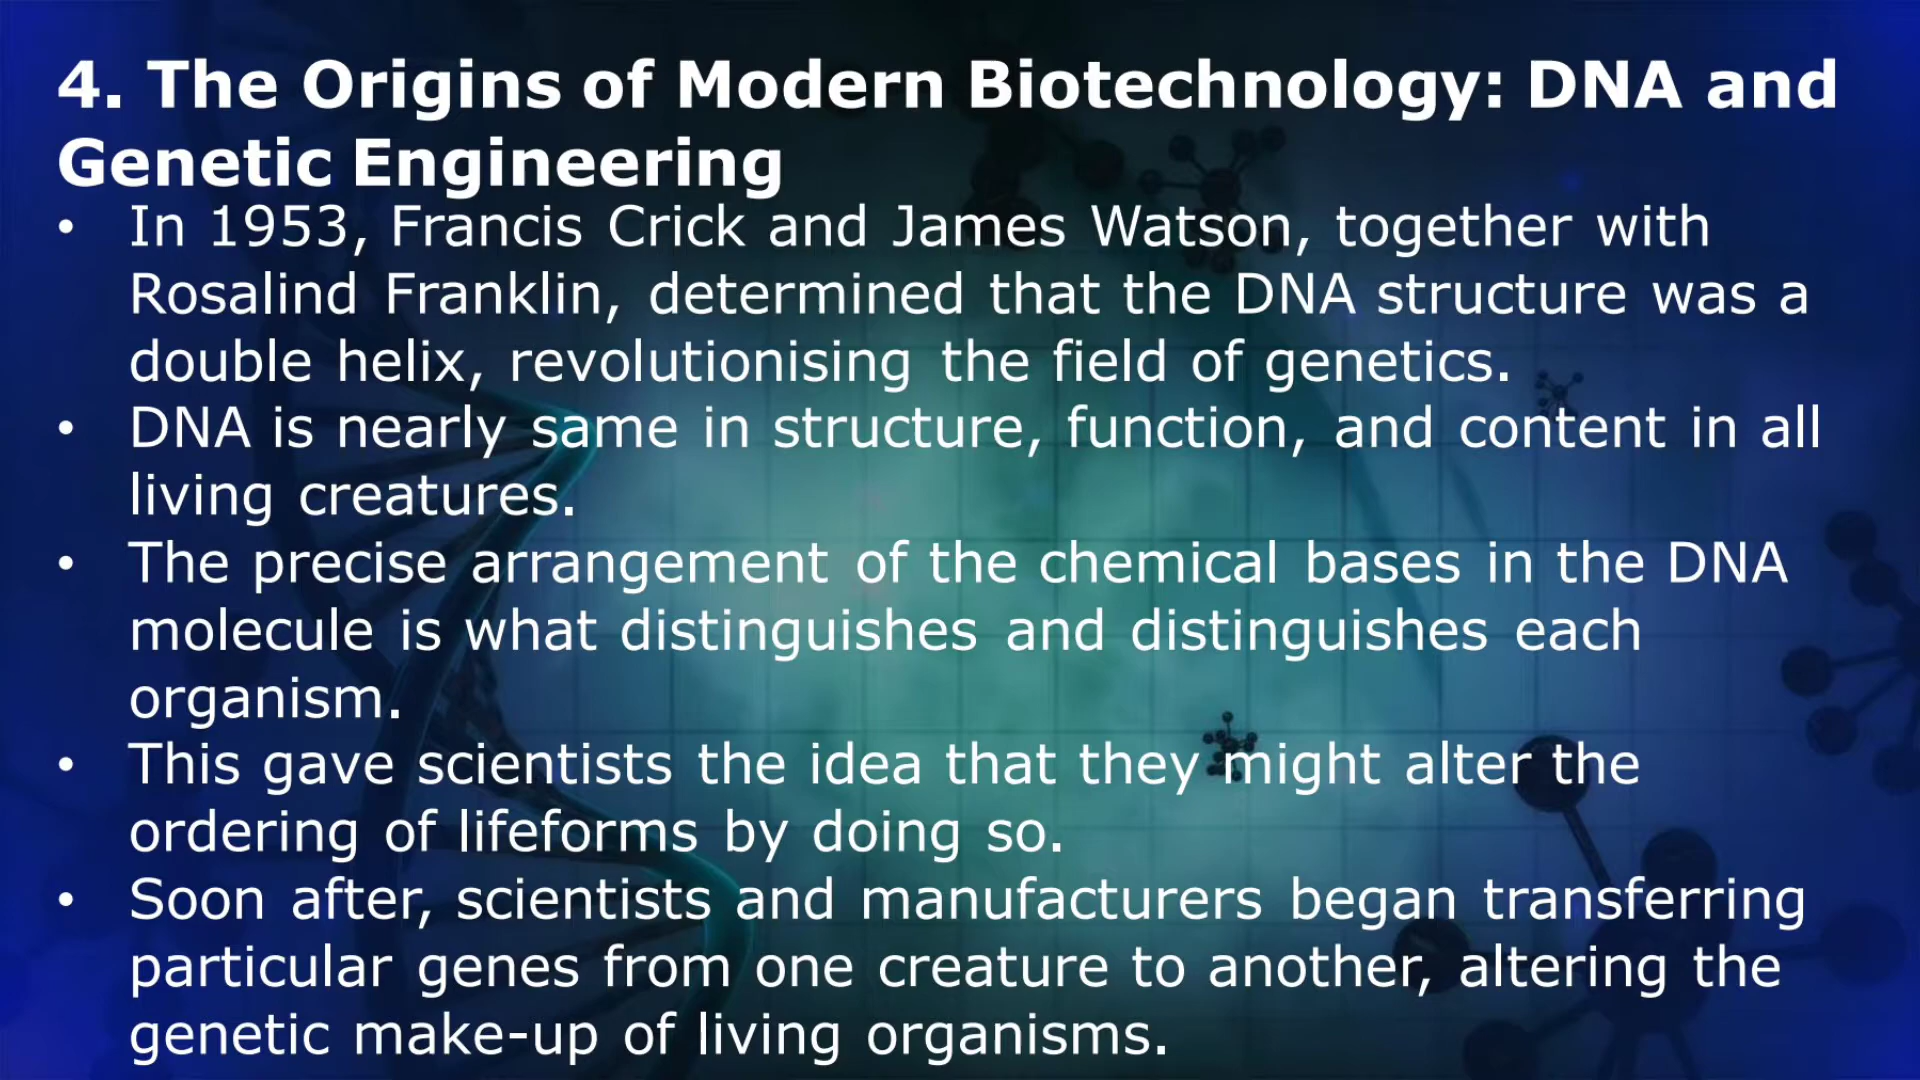 4. The Origins of Modern Biotechnology: DNA and
Genetic Engineering
• In 1953, Francis Crick and James Watson, together with
Rosalind Franklin, determined that the DNA structure was a
double helix, revolutionising the field of genetics.
• DNA is nearly same in structure, function, and content in all
living creatures.
• The precise arrangement of the chemical bases in the DNA
molecule is what distinguishes and distinguishes each
organism.
• This gave scientists the idea that they might alter the
ordering of lifeforms by doing so.
• Soon after, scientists and manufacturers began transferring
particular genes from one creature to another, altering the
genetic make-up of living organisms.